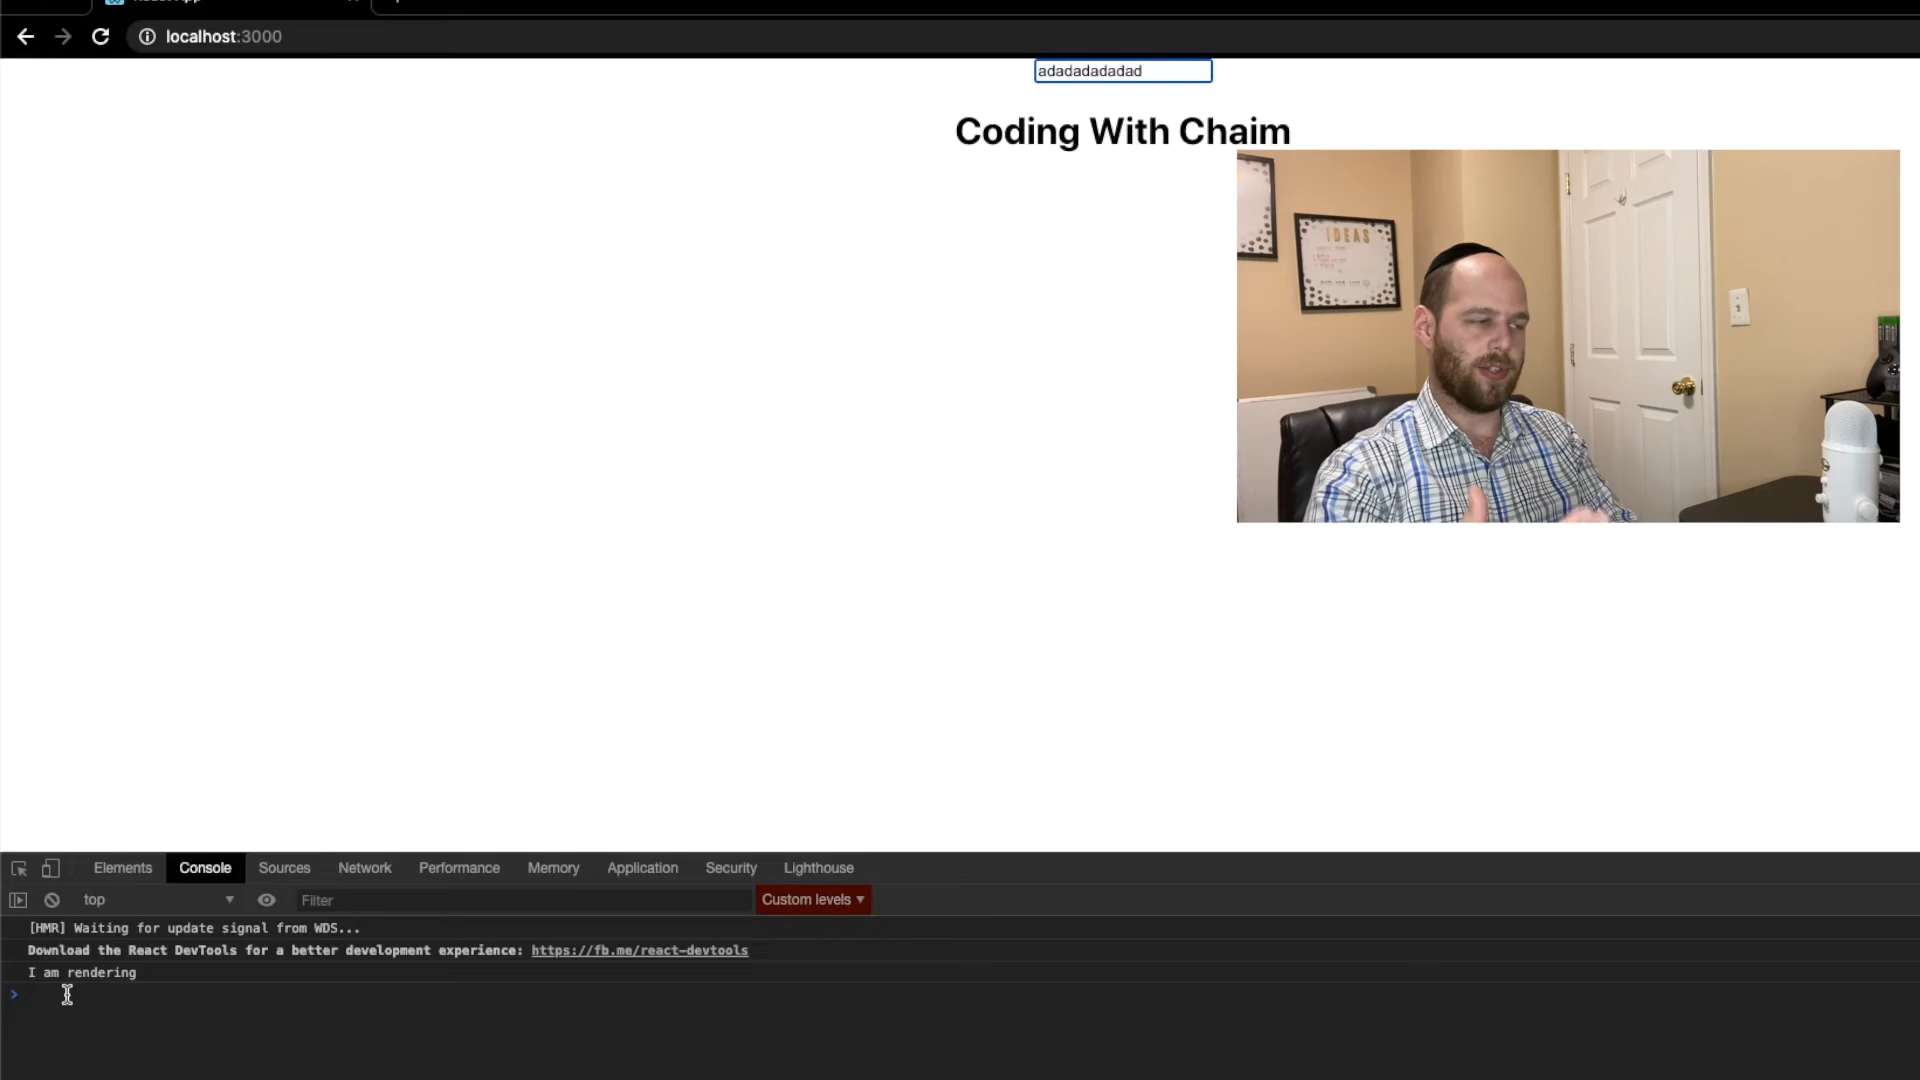 localhost:3000
adadadadadad
Coding With Chaim
IDEAS
Elements Console Sources Network Performance Memory Application Security Lighthouse
top Filter Custom levels
[HMR] Waiting for update signal from WDS...
Download the React DevTools for a better development experience: https://fb.me/react-devtools
I am rendering
>